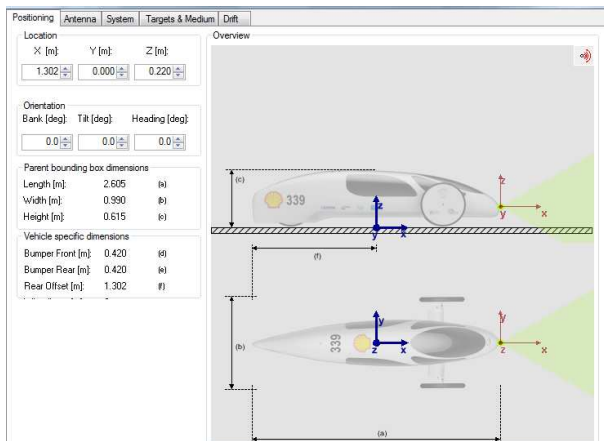 Positioning Antenna System Targets & Medium Drift
Location
X [m]: Y [m]: Z [m]:
1.302 0.000 0.220
Orientation
Bank [deg]: Tilt [deg]: Heading [deg]:
0.0 0.0 0.0
Parent bounding box dimensions
Length [m]: 2.605 (a)
Width [m]: 0.990 (b)
Height [m]: 0.615 (c)
Vehicle specific dimensions
Bumper Front [m]: 0.420 (d)
Bumper Rear [m]: 0.420 (e)
Rear Offset [m]: 1.302 (f)
Overview
(c)
339
z
y
x
z
y
x
(f)
(b)
339
y
z
x
y
z
x
(a)